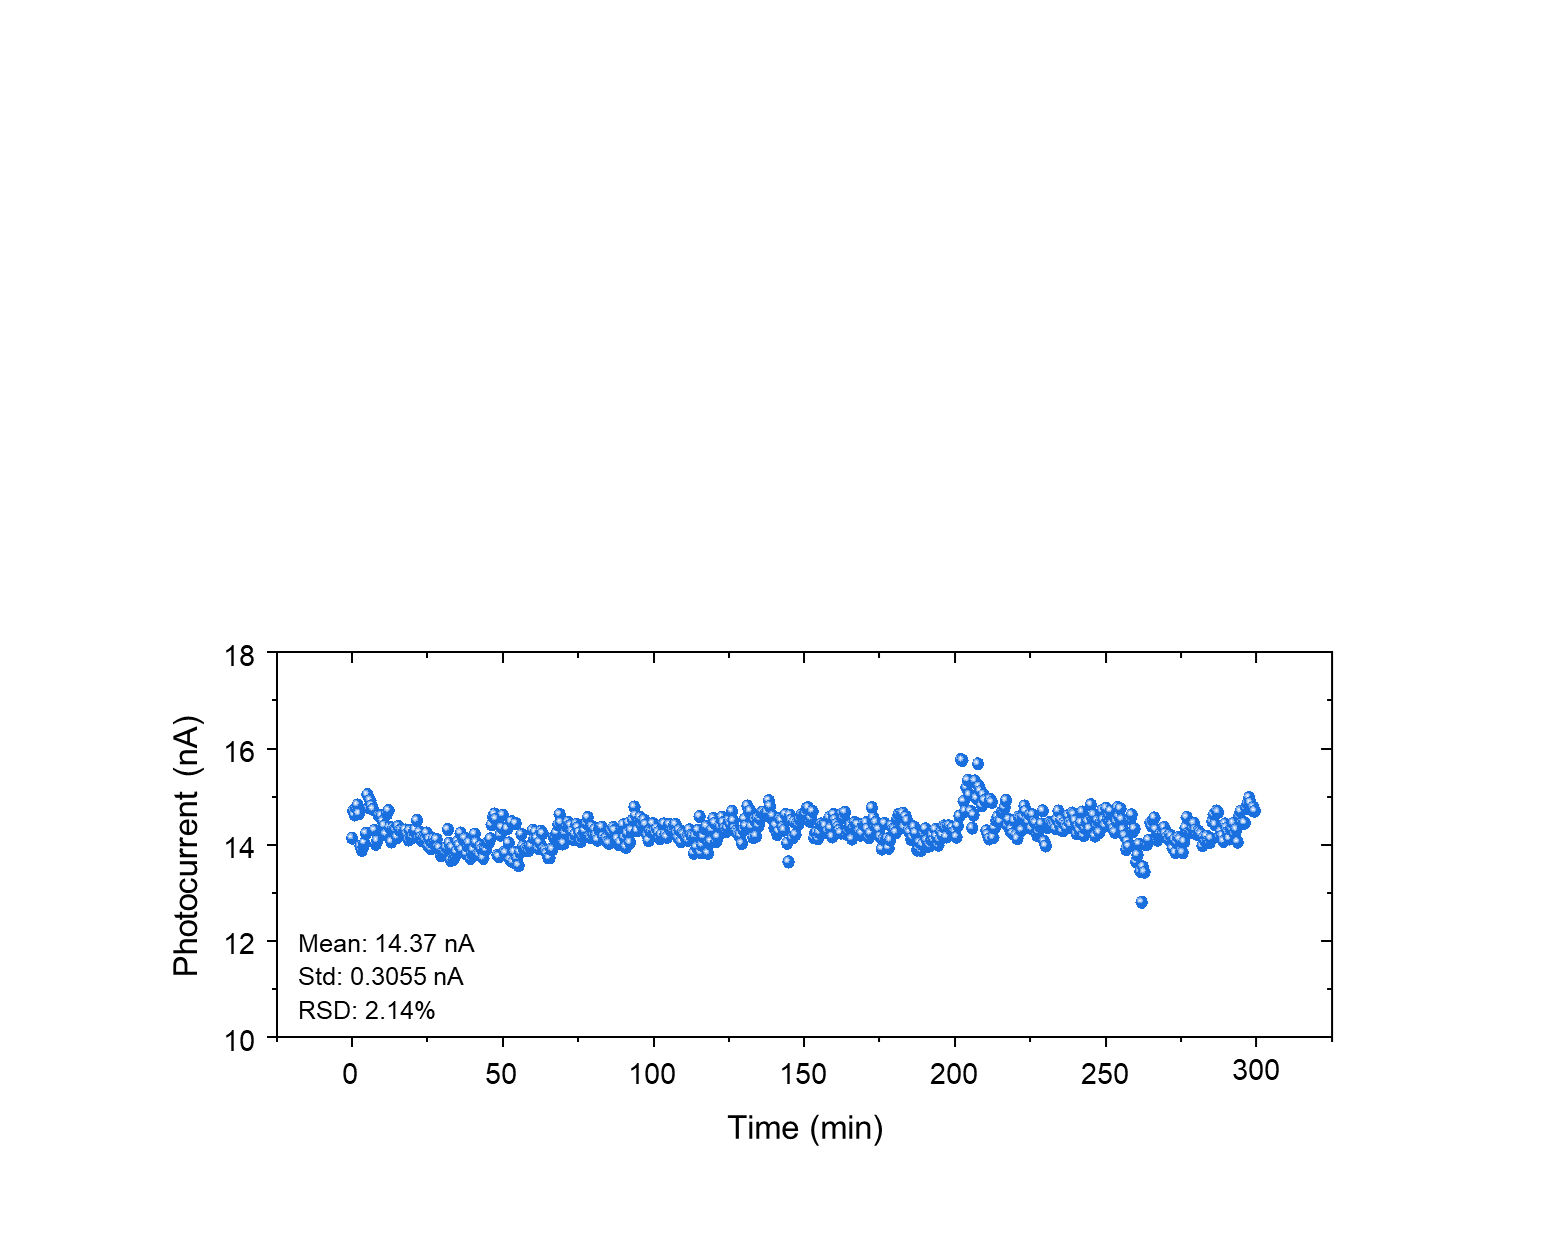 18
16
14
12
10
Photocurrent (nA)
Mean: 14.37 nA
Std: 0.3055 nA
RSD: 2.14%
0 50 100 150 200 250 300
Time (min)